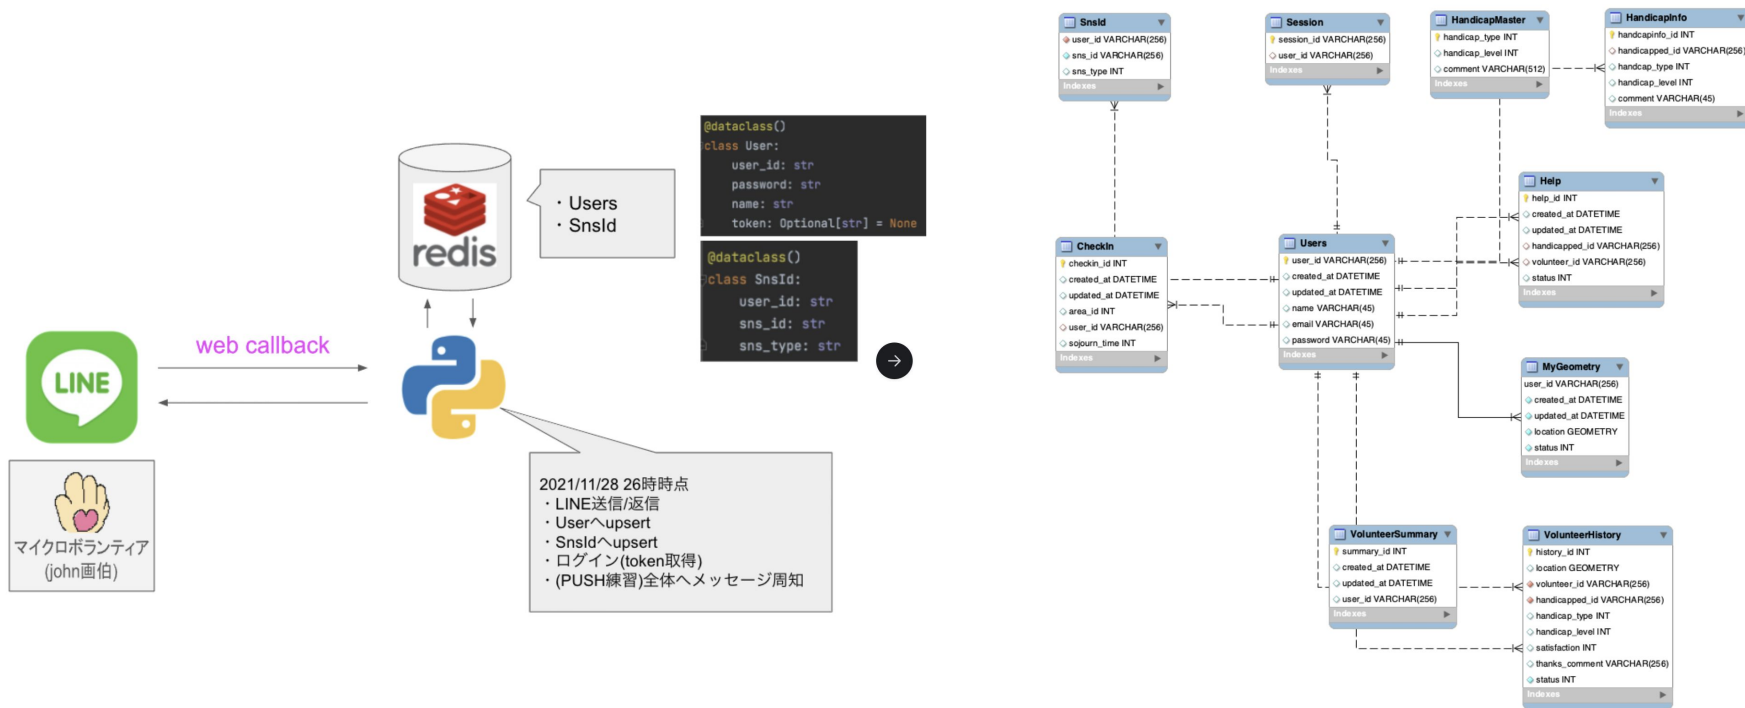 LINE
マイクロボランティア
(john画伯)
web callback
redis
・Users
・SnsId
@dataclass()
class User:
user_id: str
password: str
name: str
token: Optional[str] = None
@dataclass()
class SnsId:
user_id: str
sns_id: str
sns_type: str
2021/11/28 26時時点
・LINE送信/返信
・Userへupsert
・SnsIdへupsert
・ログイン(token取得)
・(PUSH練習)全体へメッセージ周知
SnsId
user_id VARCHAR(256)
sns_id VARCHAR(256)
sns_type INT
Indexes
Session
session_id VARCHAR(256)
user_id VARCHAR(256)
Indexes
HandicapMaster
handicap_type INT
handicap_level INT
comment VARCHAR(512)
Indexes
HandicapInfo
handcapinfo_id INT
handicapped_id VARCHAR(256)
handcap_type INT
handicap_level INT
comment VARCHAR(45)
Indexes
Help
help_id INT
created_at DATETIME
updated_at DATETIME
handicapped_id VARCHAR(256)
volunteer_id VARCHAR(256)
status INT
Indexes
CheckIn
checkin_id INT
created_at DATETIME
updated_at DATETIME
area_id INT
user_id VARCHAR(256)
sojourn_time INT
Indexes
Users
user_id VARCHAR(256)
created_at DATETIME
updated_at DATETIME
name VARCHAR(45)
email VARCHAR(45)
password VARCHAR(45)
Indexes
MyGeometry
user_id VARCHAR(256)
created_at DATETIME
updated_at DATETIME
location GEOMETRY
status INT
Indexes
VolunteerSummary
summary_id INT
created_at DATETIME
updated_at DATETIME
user_id VARCHAR(256)
Indexes
VolunteerHistory
history_id INT
location GEOMETRY
volunteer_id VARCHAR(256)
handicapped_id VARCHAR(256)
handicap_type INT
handicap_level INT
satisfaction INT
thanks_comment VARCHAR(256)
status INT
Indexes